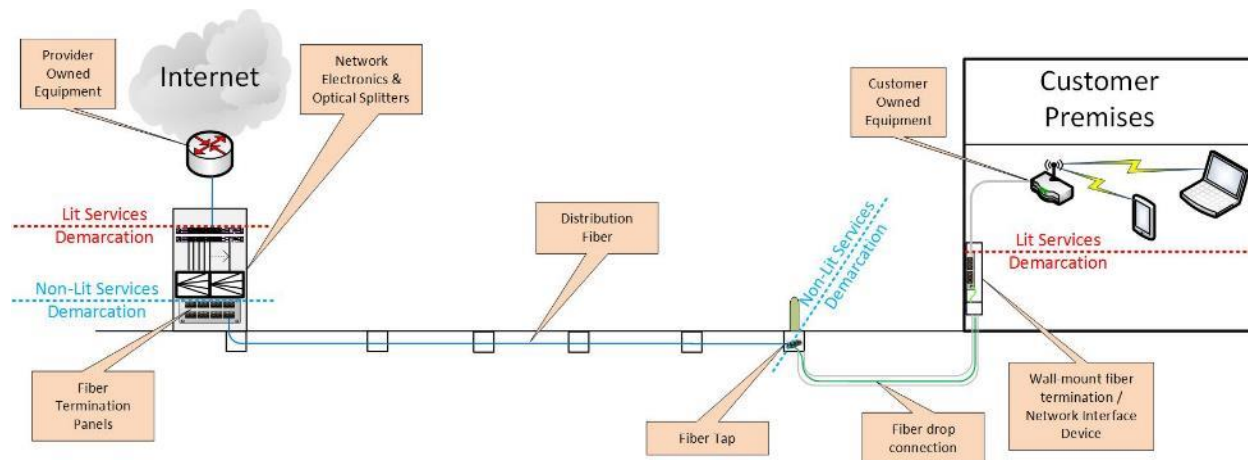 Provider
Owned
Equipment
Internet
Network
Electronics &
Optical Splitters
Customer
Owned
Equipment
Customer
Premises
Lit Services
Demarcation
Non-Lit Services
Demarcation
Distribution
Fiber
Non-Lit Services
Demarcation
Lit Services
Demarcation
Fiber
Termination
Panels
Fiber Tap
Fiber drop
connection
Wall-mount fiber
termination /
Network Interface
Device